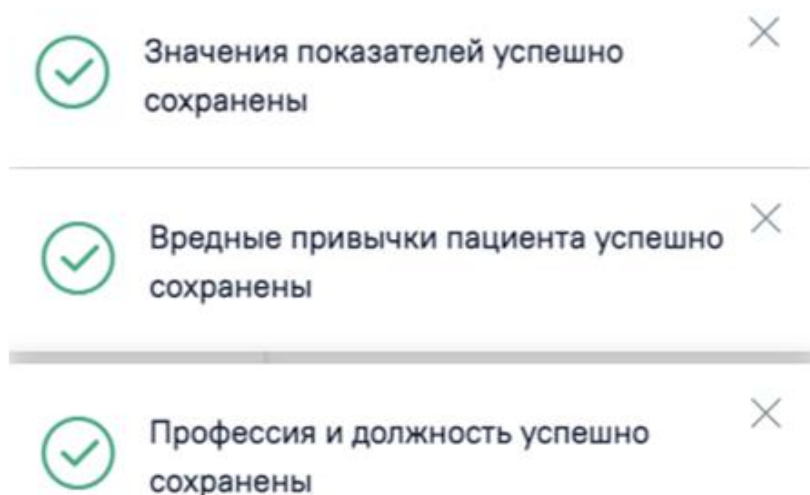 Значения показателей успешно
сохранены
Вредные привычки пациента успешно
сохранены
Профессия и должность успешно
сохранены